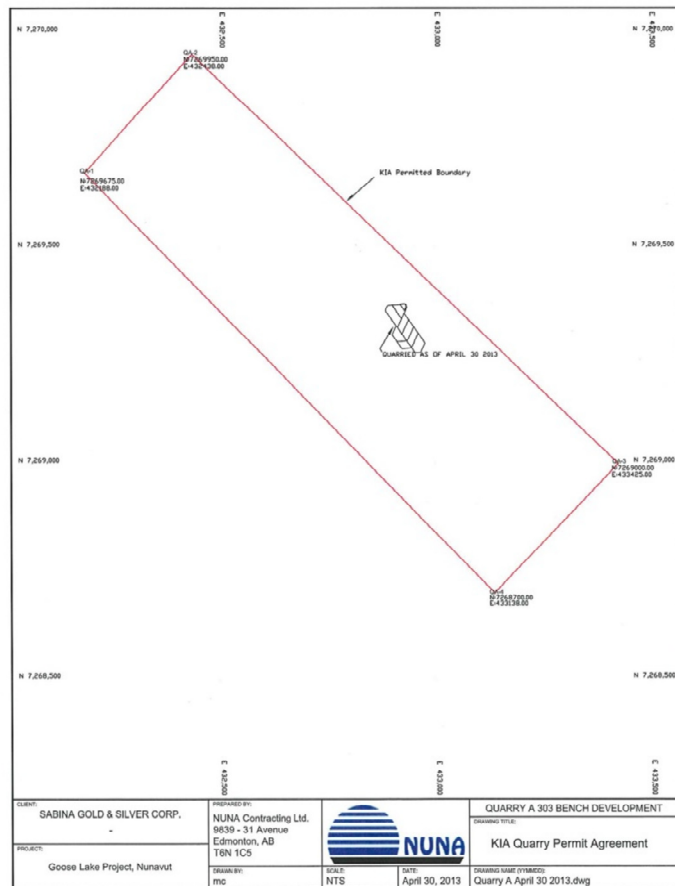 E 432,500
E 433,000
E 433,500
N 7,270,000
N 7,270,000
QA-2
N=7269950.00
E=432438.00
QA-1
N=7269675.00
E=432188.00
KIA Permitted Boundary
N 7,269,500
N 7,269,500
QUARRIED AS OF APRIL 30 2013
N 7,269,000
N 7,269,000
QA-3
N=7269000.00
E=433425.00
QA-4
N=7268700.00
E=433138.00
N 7,268,500
N 7,268,500
E 432,500
E 433,000
E 433,500
CLIENT:
SABINA GOLD & SILVER CORP.
-
PROJECT:
Goose Lake Project, Nunavut
PREPARED BY:
NUNA Contracting Ltd.
9839 - 31 Avenue
Edmonton, AB
T6N 1C5
DRAWN BY:
mc
NUNA
SCALE:
NTS
DATE:
April 30, 2013
QUARRY A 303 BENCH DEVELOPMENT
DRAWING TITLE:
KIA Quarry Permit Agreement
DRAWING NAME (YYMMDD):
Quarry A April 30 2013.dwg